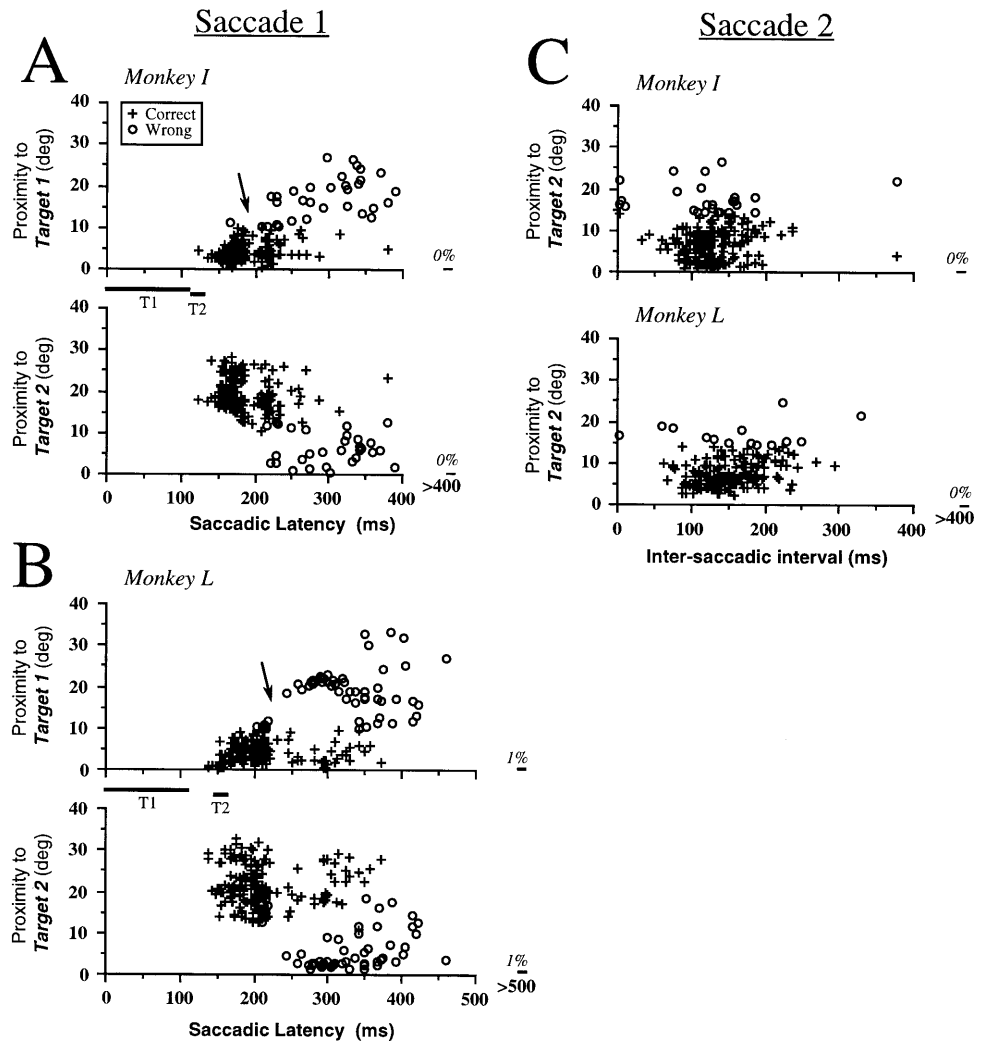 Saccade 1
A
Monkey I
+ Correct
o Wrong
Proximity to
Target 1 (deg)
40
30
20
10
0
0%
T1
T2
Proximity to
Target 2 (deg)
40
30
20
10
0
0%
>400
0 100 200 300 400
Saccadic Latency (ms)
B
Monkey L
Proximity to
Target 1 (deg)
40
30
20
10
0
1%
T1
T2
Proximity to
Target 2 (deg)
40
30
20
10
0
1%
>500
0 100 200 300 400 500
Saccadic Latency (ms)
Saccade 2
C
Monkey I
Proximity to
Target 2 (deg)
40
30
20
10
0
0%
Monkey L
Proximity to
Target 2 (deg)
40
30
20
10
0
0%
>400
0 100 200 300 400
Inter-saccadic interval (ms)